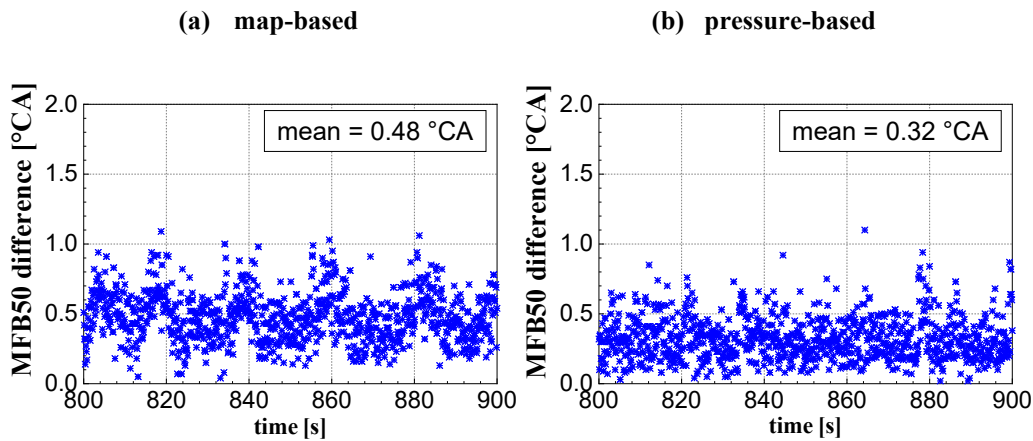 (a) map-based
(b) pressure-based
MFB50 difference [°CA]
2.0
1.5
1.0
0.5
0.0
mean = 0.48 °CA
800 820 840 860 880 900
time [s]
MFB50 difference [°CA]
2.0
1.5
1.0
0.5
0.0
mean = 0.32 °CA
800 820 840 860 880 900
time [s]